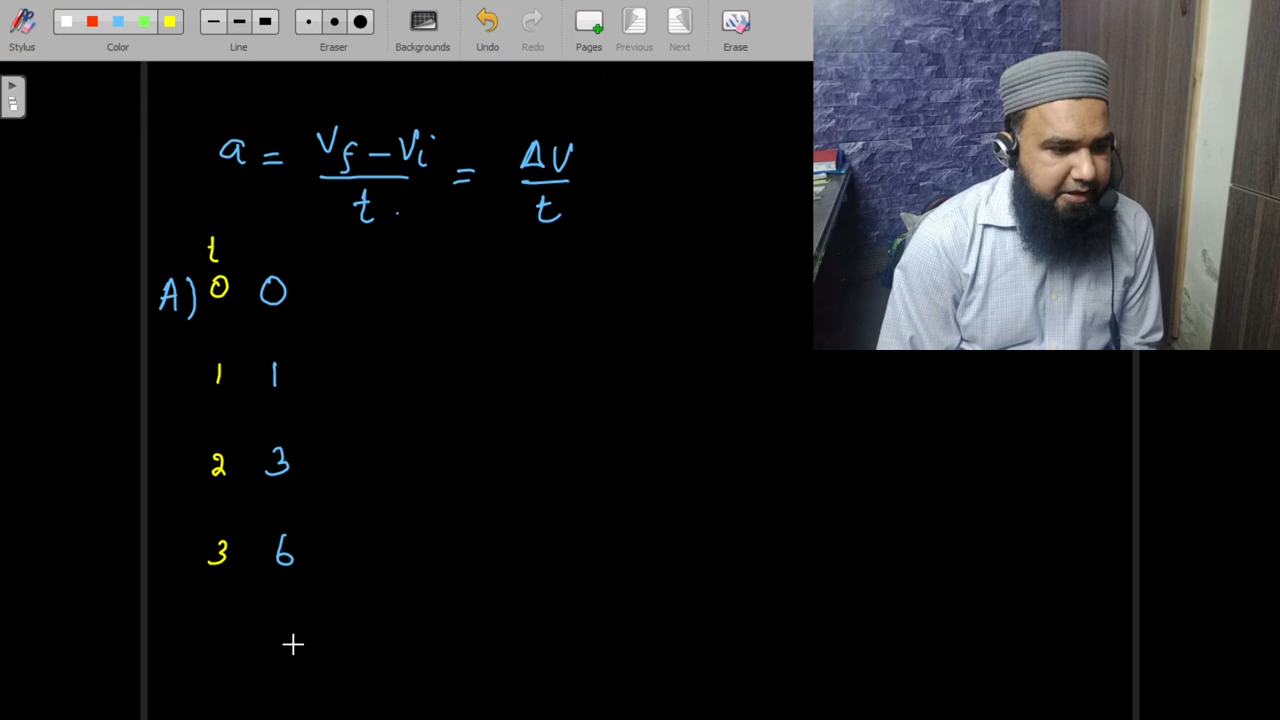 Stylus Color Line Eraser Backgrounds Undo Redo Pages Previous Next Erase
a = Vf – Vi / t = ΔV / t
t
A) 0 0
1 1
2 3
3 6